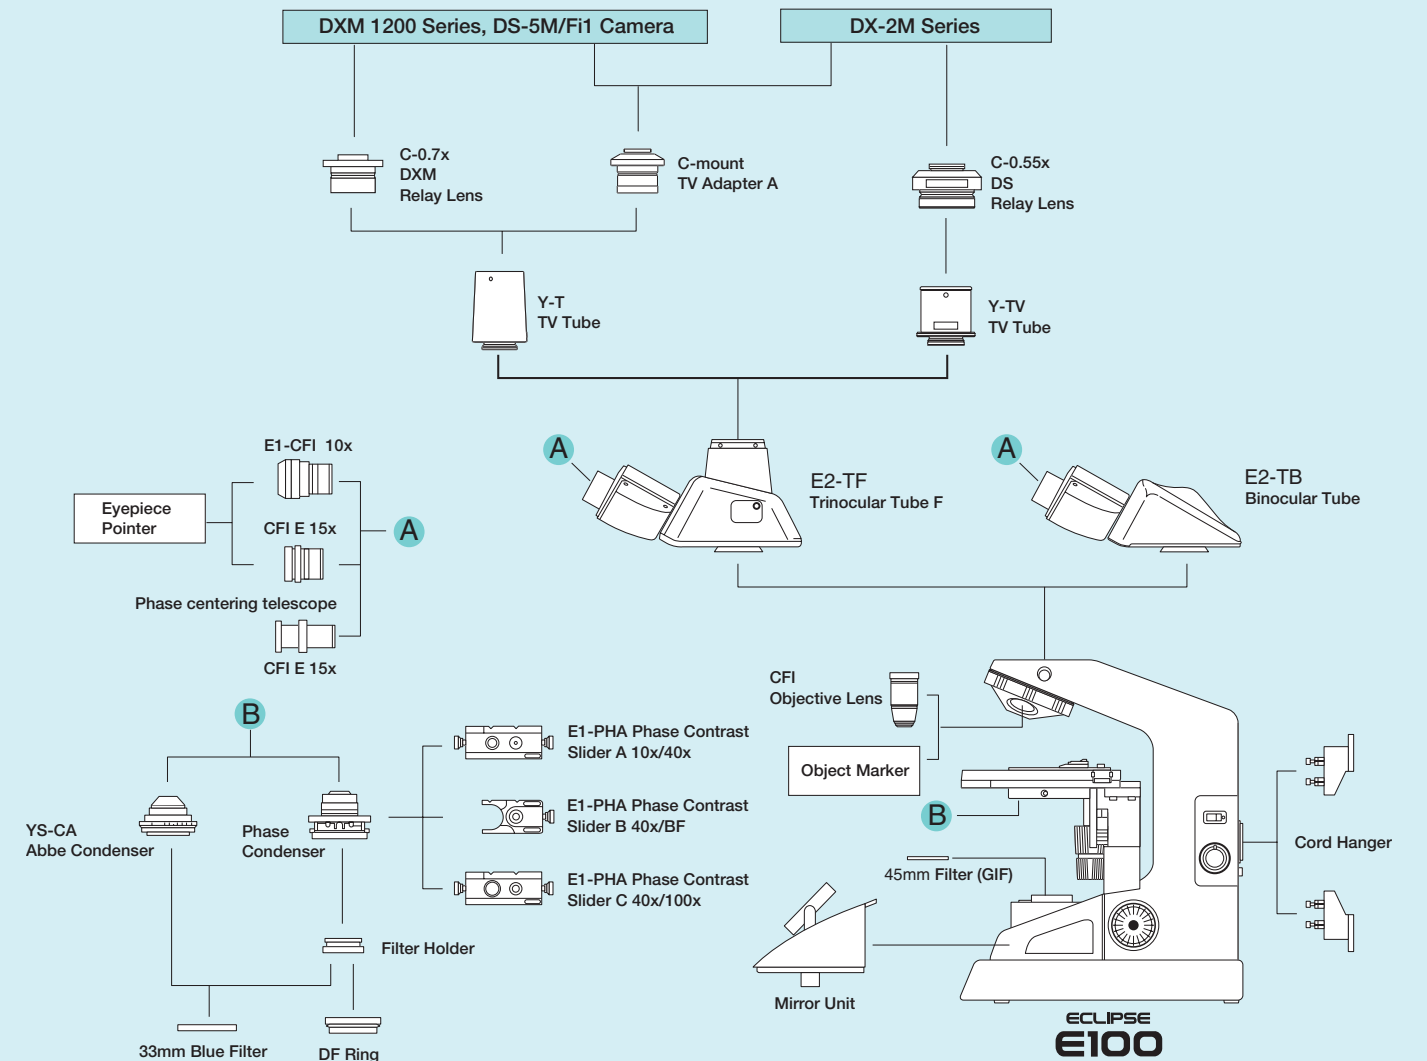 DXM 1200 Series, DS-5M/Fi1 Camera
DX-2M Series
C-0.7x
DXM
Relay Lens
C-mount
TV Adapter A
C-0.55x
DS
Relay Lens
Y-T
TV Tube
Y-TV
TV Tube
E1-CFI 10x
Eyepiece
Pointer
CFI E 15x
A
Phase centering telescope
CFI E 15x
A
E2-TF
Trinocular Tube F
A
E2-TB
Binocular Tube
B
YS-CA
Abbe Condenser
Phase
Condenser
E1-PHA Phase Contrast
Slider A 10x/40x
E1-PHA Phase Contrast
Slider B 40x/BF
E1-PHA Phase Contrast
Slider C 40x/100x
Filter Holder
33mm Blue Filter
DF Ring
CFI
Objective Lens
Object Marker
B
45mm Filter (GIF)
Mirror Unit
Cord Hanger
ECLIPSE
E100